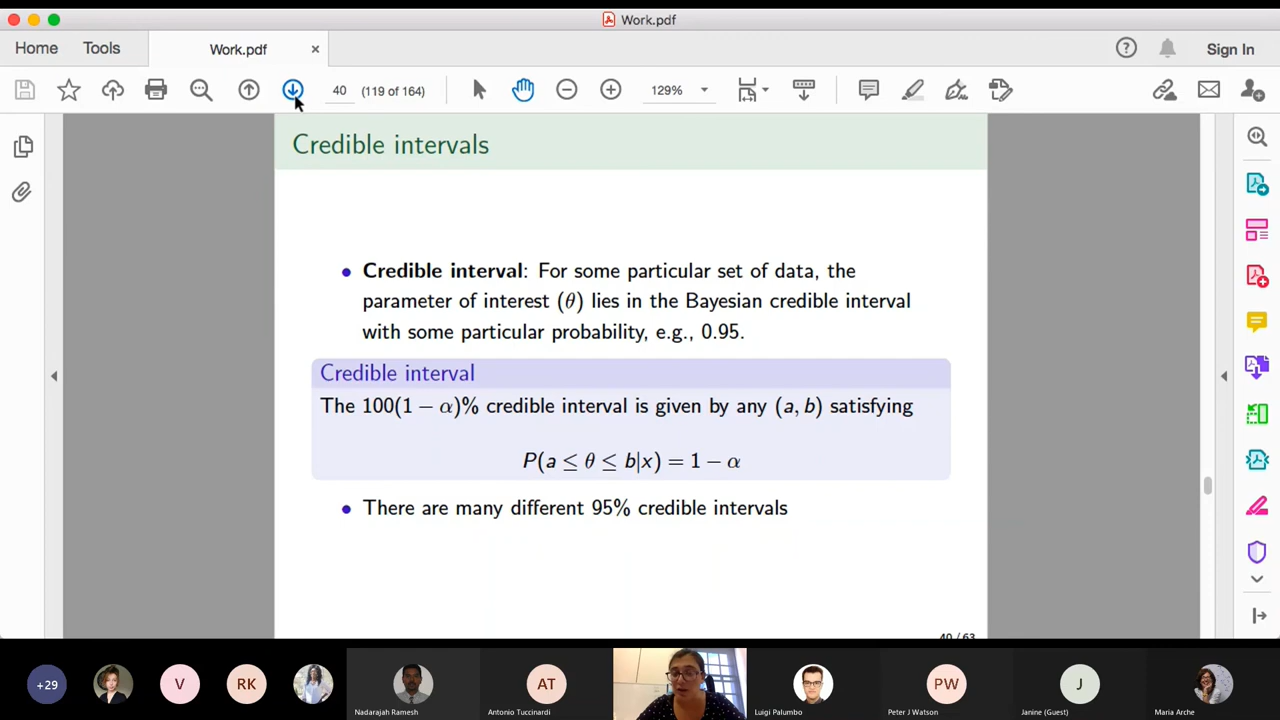 Work.pdf
Home Tools Work.pdf × Sign In
40 (119 of 164) 129%
Credible intervals
• Credible interval: For some particular set of data, the
parameter of interest (θ) lies in the Bayesian credible interval
with some particular probability, e.g., 0.95.
Credible interval
The 100(1 − α)% credible interval is given by any (a, b) satisfying
P(a ≤ θ ≤ b|x) = 1 − α
• There are many different 95% credible intervals
40 / 63
+29 V RK AT PW J
Nadarajah Ramesh Antonio Tuccinardi Luigi Palumbo Peter J Watson Janine (Guest) Maria Arche